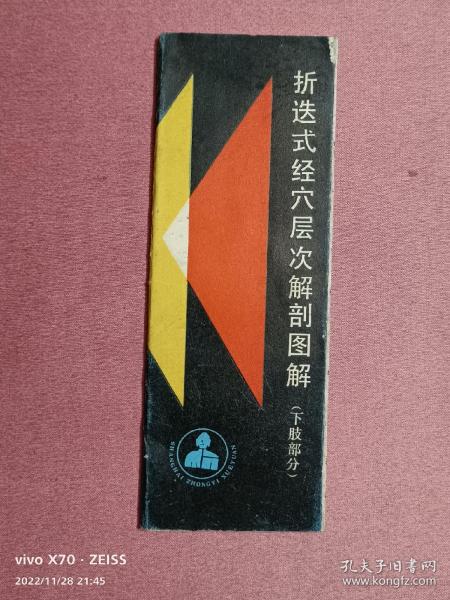 折迭式经穴层次解剖图解
(下肢部分)
SHANGHAI ZHONGYI XUEYUAN
vivo X70 · ZEISS
2022/11/28 21:45
孔夫子旧书网
www.kongfz.com